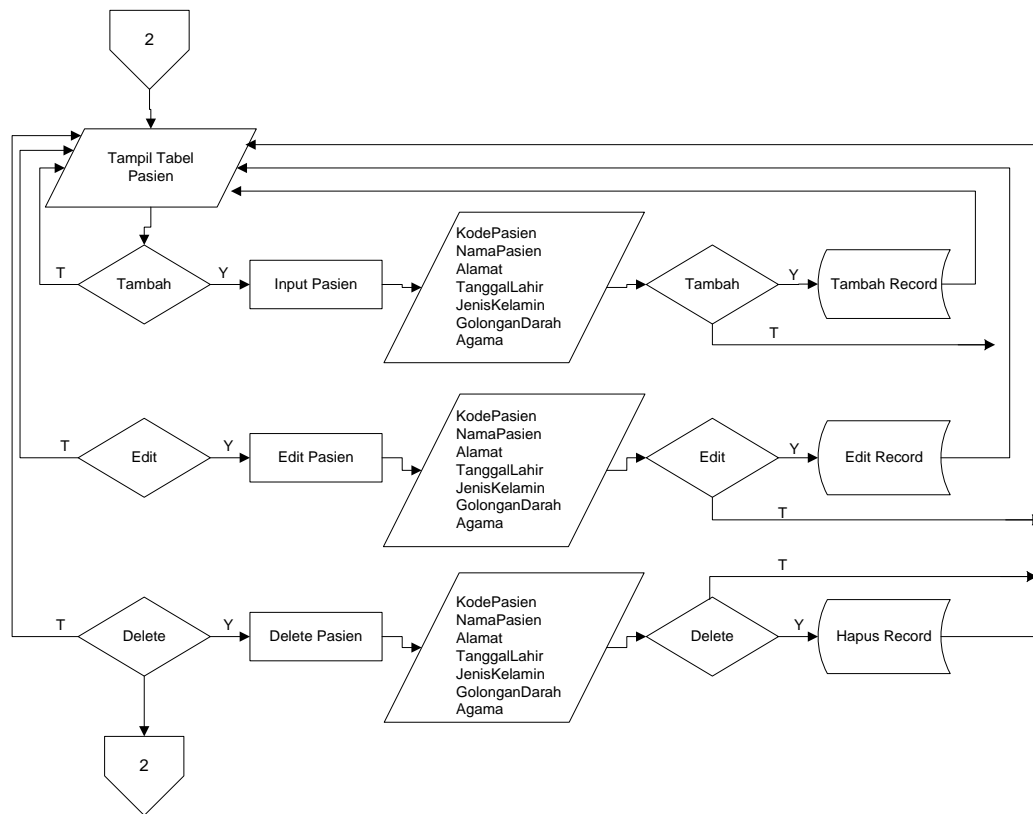 2
Tampil Tabel
Pasien
T
Tambah
Y
Input Pasien
KodePasien
NamaPasien
Alamat
TanggalLahir
JenisKelamin
GolonganDarah
Agama
Tambah
Y
Tambah Record
T
T
Edit
Y
Edit Pasien
KodePasien
NamaPasien
Alamat
TanggalLahir
JenisKelamin
GolonganDarah
Agama
Edit
Y
Edit Record
T
T
Delete
Y
Delete Pasien
KodePasien
NamaPasien
Alamat
TanggalLahir
JenisKelamin
GolonganDarah
Agama
T
Delete
Y
Hapus Record
2